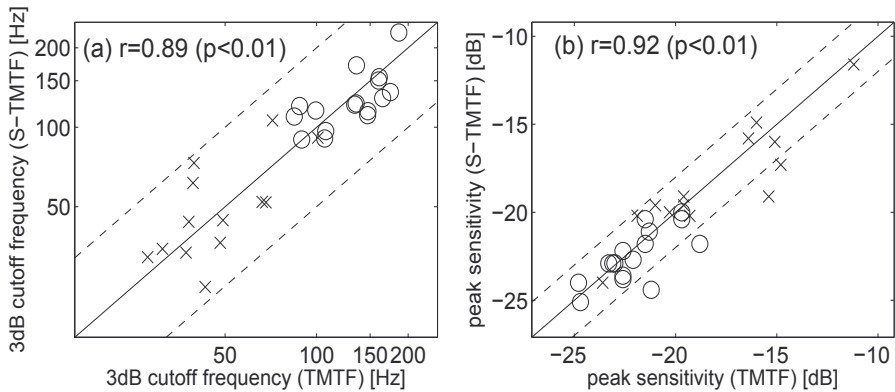 3dB cutoff frequency (S−TMTF) [Hz]
200
150
100
50
(a) r=0.89 (p<0.01)
50 100 150 200
3dB cutoff frequency (TMTF) [Hz]
peak sensitivity (S−TMTF) [dB]
−10
−15
−20
−25
(b) r=0.92 (p<0.01)
−25 −20 −15 −10
peak sensitivity (TMTF) [dB]